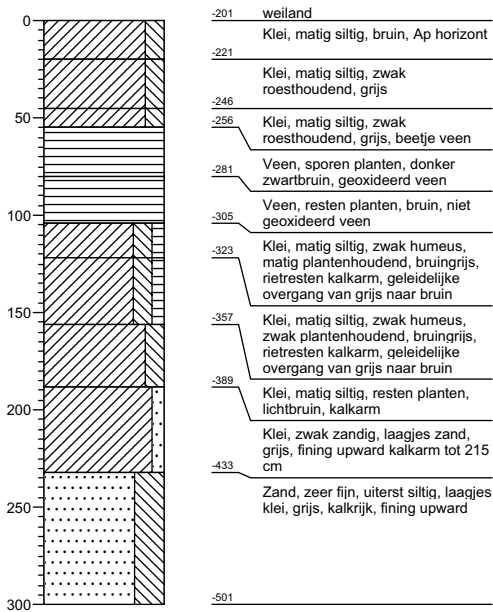 0
50
100
150
200
250
300
-201 weiland
Klei, matig siltig, bruin, Ap horizont
-221
Klei, matig siltig, zwak
roesthoudend, grijs
-246
-256
Klei, matig siltig, zwak
roesthoudend, grijs, beetje veen
-281
Veen, sporen planten, donker
zwartbruin, geoxideerd veen
-305
Veen, resten planten, bruin, niet
geoxideerd veen
-323
Klei, matig siltig, zwak humeus,
matig plantenhoudend, bruingrijs,
rietresten kalkarm, geleidelijke
overgang van grijs naar bruin
-357
Klei, matig siltig, zwak humeus,
zwak plantenhoudend, bruingrijs,
rietresten kalkarm, geleidelijke
overgang van grijs naar bruin
-389
Klei, matig siltig, resten planten,
lichtbruin, kalkarm
Klei, zwak zandig, laagjes zand,
grijs, fining upward kalkarm tot 215
cm
-433
Zand, zeer fijn, uiterst siltig, laagjes
klei, grijs, kalkrijk, fining upward
-501